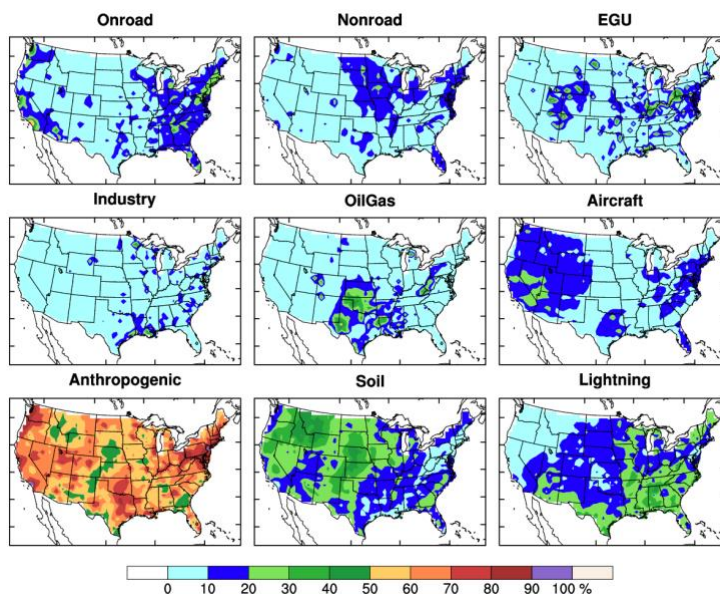 Onroad Nonroad EGU
Industry OilGas Aircraft
Anthropogenic Soil Lightning
0 10 20 30 40 50 60 70 80 90 100 %